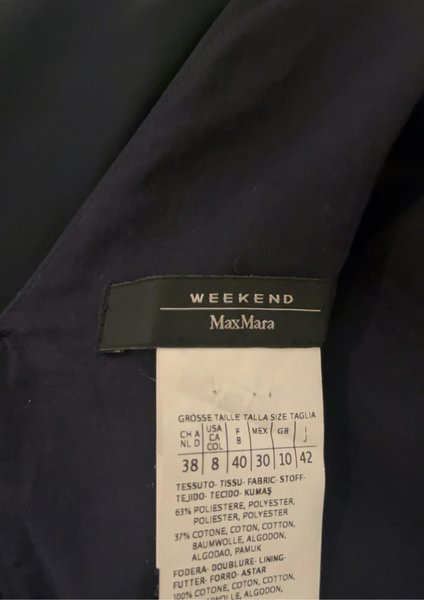 WEEKEND
MaxMara
GRÖSSE TAILLE TALLA SIZE TAGLIA
CH A NL D USA CA COL F B MEX GB I J
38 8 40 30 10 42
TESSUTO- TISSU- FABRIC- STOFF-
TEJIDO- TECIDO- KUMAŞ
63% POLIESTERE, POLYESTER,
POLIESTER, POLYESTER
37% COTONE, COTON, COTTON,
BAUMWOLLE, ALGODON,
ALGODAO, PAMUK
FODERA- DOUBLURE- LINING-
FUTTER- FORRO- ASTAR
100% COTONE, COTON, COTTON,
BAUMWOLLE, ALGODON,